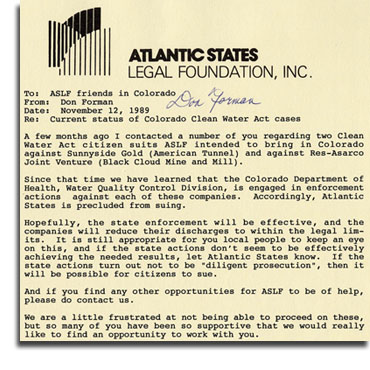 ATLANTIC STATES
LEGAL FOUNDATION, INC.
To: ASLF friends in Colorado
From: Don Forman
Don Forman
Date: November 12, 1989
Re: Current status of Colorado Clean Water Act cases
A few months ago I contacted a number of you regarding two Clean
Water Act citizen suits ASLF intended to bring in Colorado
against Sunnyside Gold (American Tunnel) and against Res-Asarco
Joint Venture (Black Cloud Mine and Mill).
Since that time we have learned that the Colorado Department of
Health, Water Quality Control Division, is engaged in enforcement
actions against each of these companies. Accordingly, Atlantic
States is precluded from suing.
Hopefully, the state enforcement will be effective, and the
companies will reduce their discharges to within the legal lim-
its. It is still appropriate for you local people to keep an eye
on this, and if the state actions don't seem to be effectively
achieving the needed results, let Atlantic States know. If the
state actions turn out not to be "diligent prosecution", then it
will be possible for citizens to sue.
And if you find any other opportunities for ASLF to be of help,
please do contact us.
We are a little frustrated at not being able to proceed on these,
but so many of you have been so supportive that we would really
like to find an opportunity to work with you.